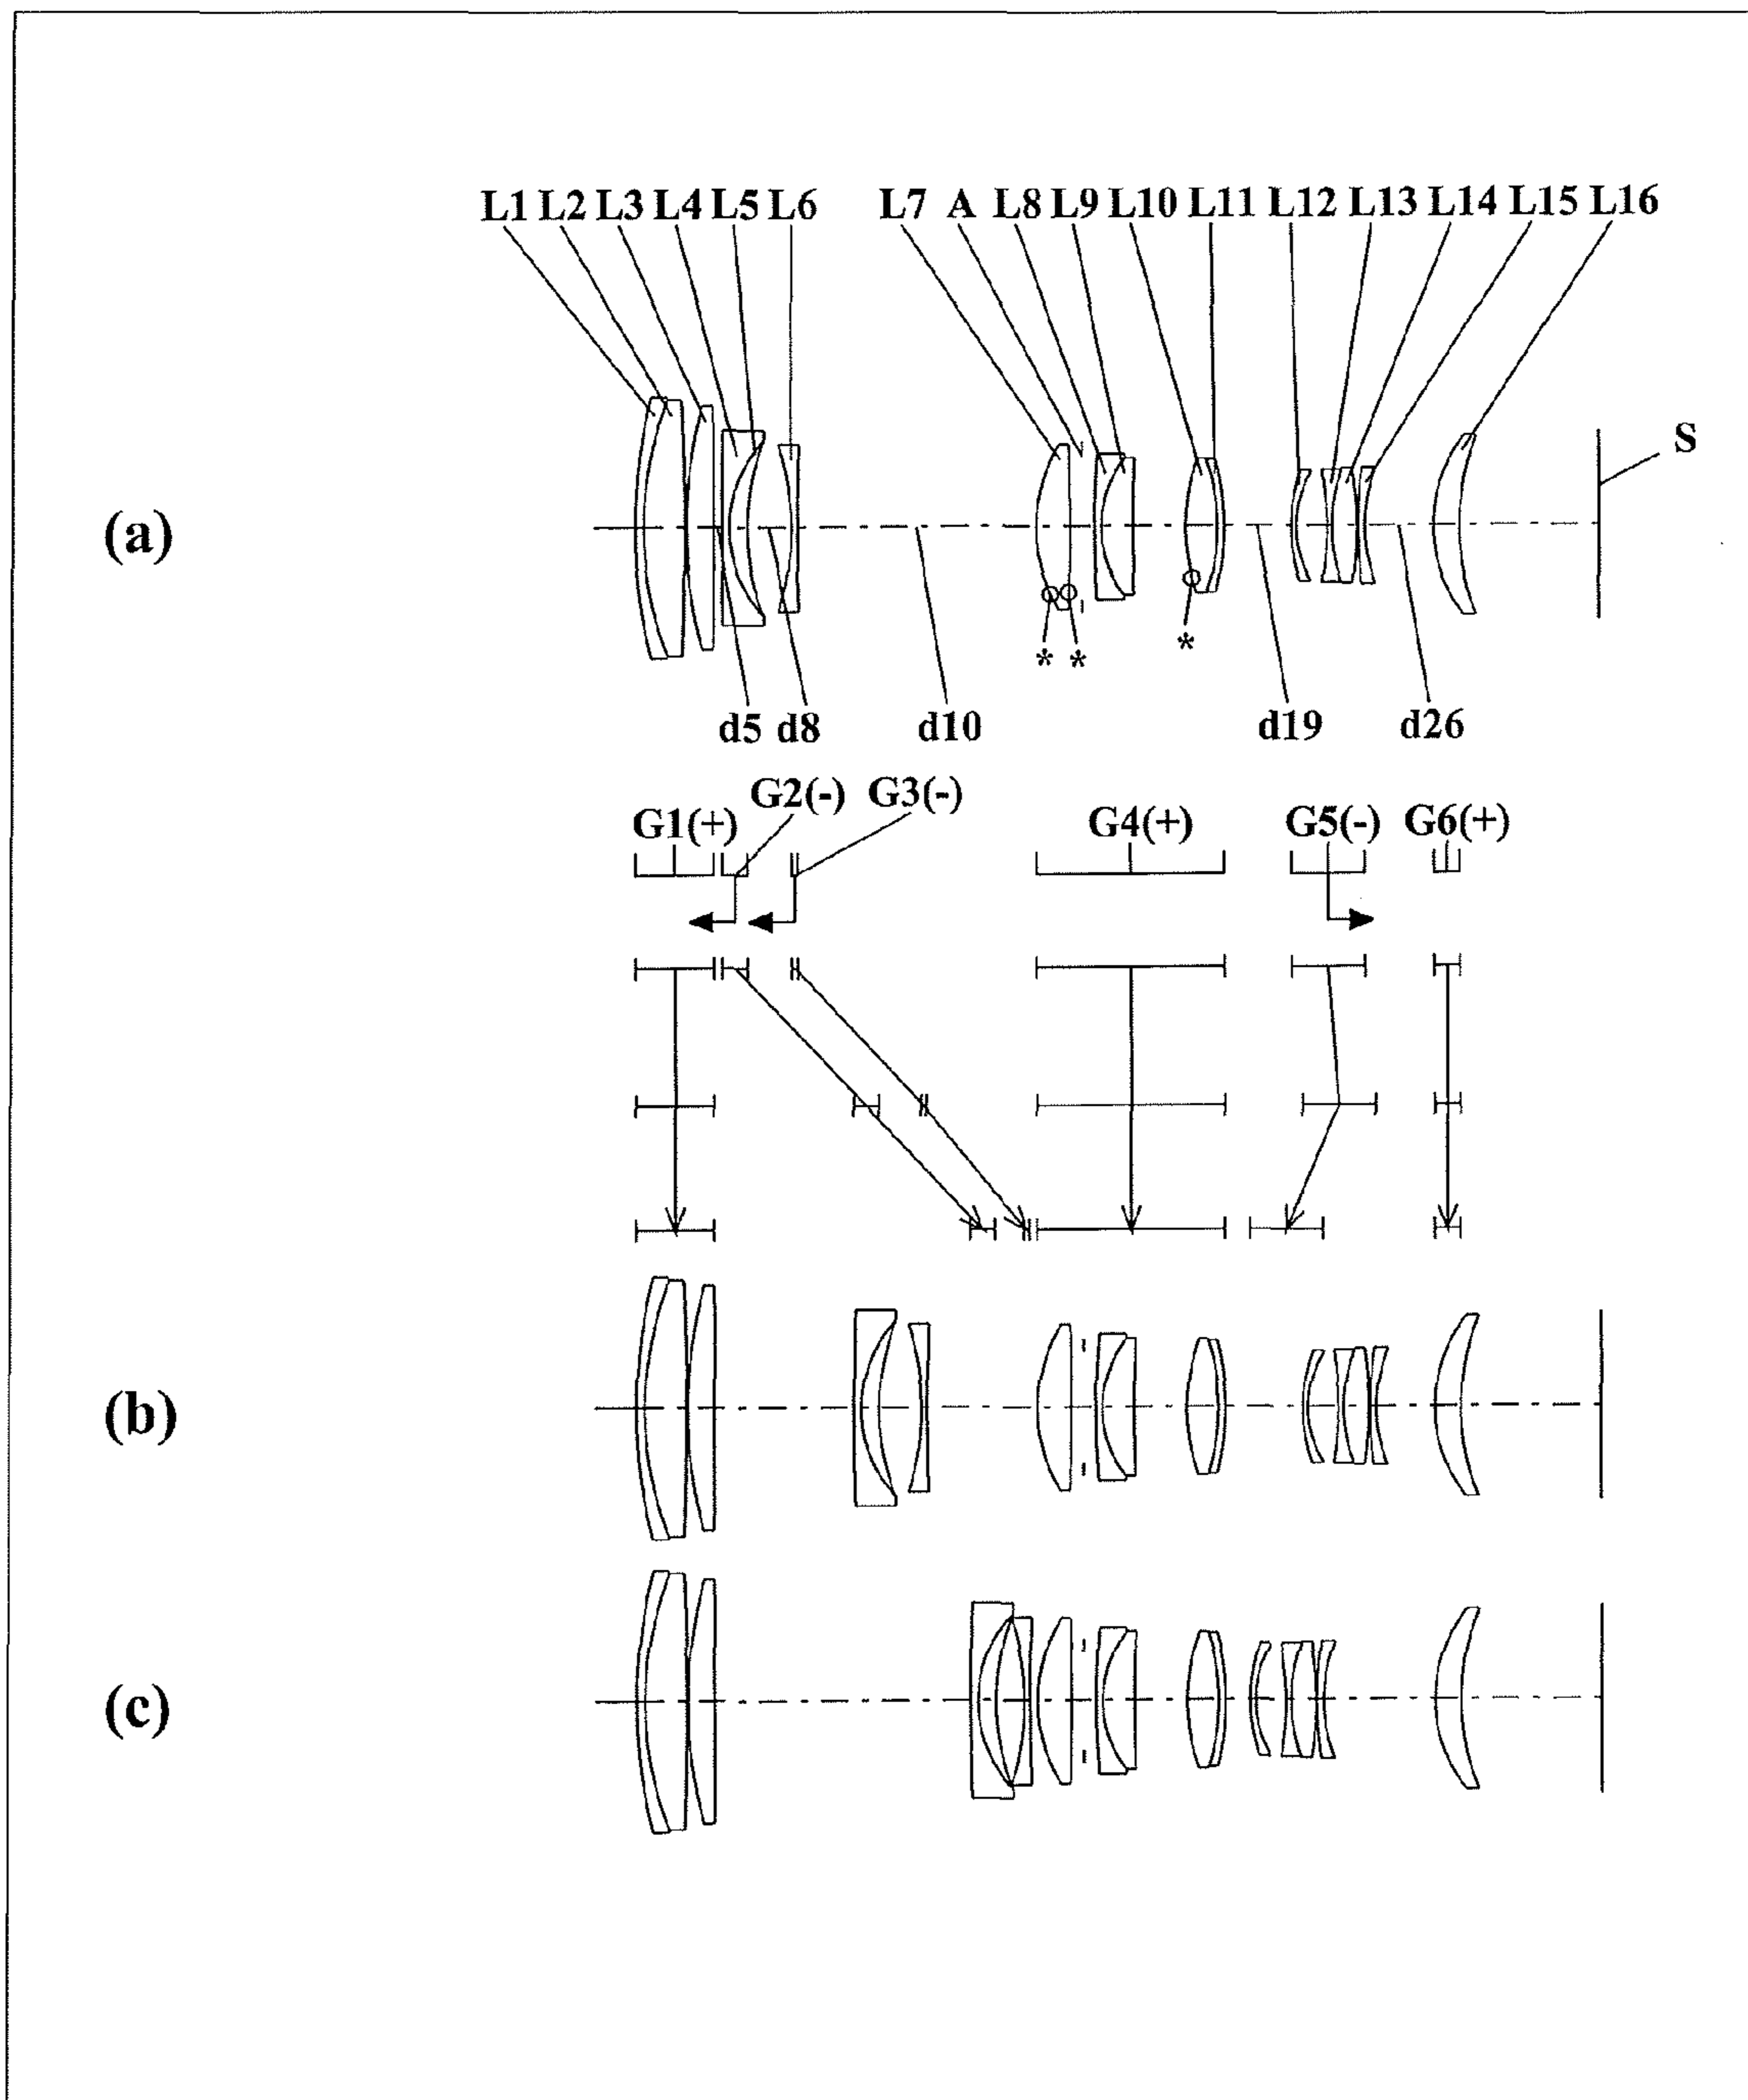 L1 L2 L3 L4 L5 L6 L7 A L8 L9 L10 L11 L12 L13 L14 L15 L16
S
(a)
* * *
d5 d8 d10 d19 d26
G2(-) G3(-)
G1(+) G4(+) G5(-) G6(+)
(b)
(c)